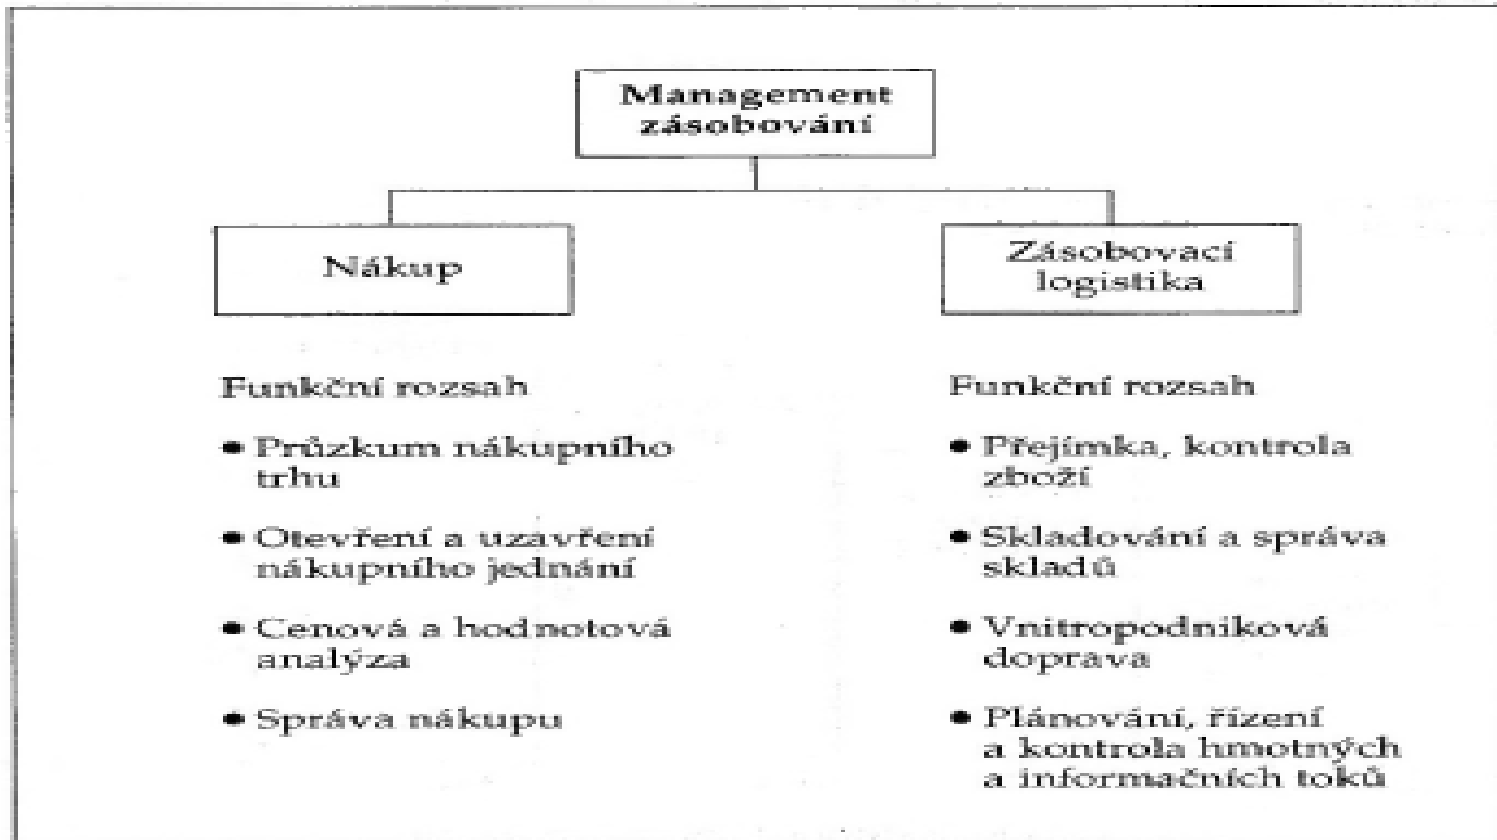 Management
zásobování
Nákup
Zásobovací
logistika
Funkční rozsah
• Průzkum nákupního
trhu
• Otevření a uzavření
nákupního jednání
• Cenová a hodnotová
analýza
• Správa nákupu
Funkční rozsah
• Přejímka, kontrola
zboží
• Skladování a správa
skladů
• Vnitropodniková
doprava
• Plánování, řízení
a kontrola hmotných
a informačních toků